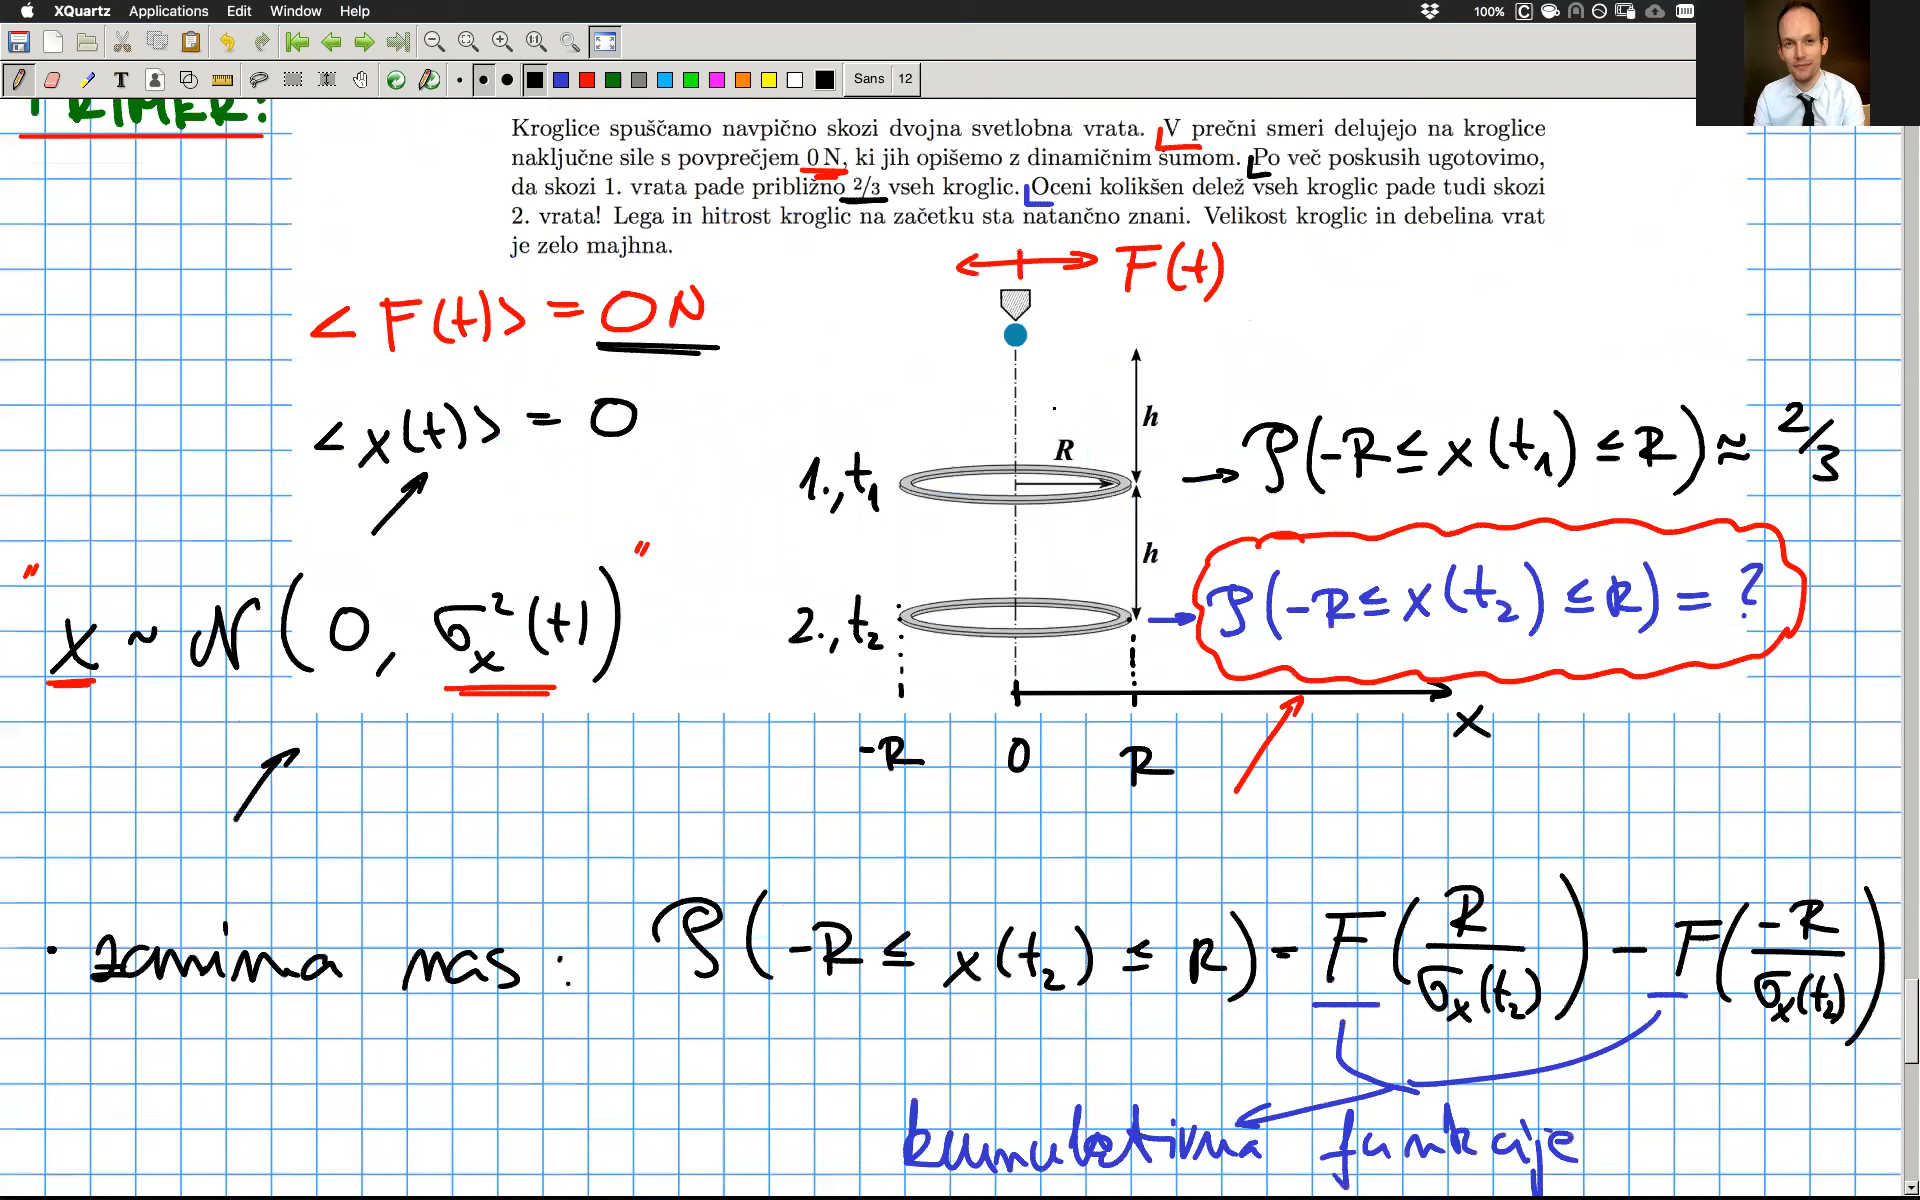 XQuartz Applications Edit Window Help
100%
Sans 12
PRIMER:
Kroglice spuščamo navpično skozi dvojna svetlobna vrata. V prečni smeri delujejo na kroglice
naključne sile s povprečjem 0 N, ki jih opišemo z dinamičnim šumom. Po več poskusih ugotovimo,
da skozi 1. vrata pade približno 2/3 vseh kroglic. Oceni kolikšen delež vseh kroglic pade tudi skozi
2. vrata! Lega in hitrost kroglic na začetku sta natančno znani. Velikost kroglic in debelina vrat
je zelo majhna.
F(t)
< F(t) > = 0 N
< x(t) > = 0
h
R
1., t₁
→ P(-R ≤ x(t₁) ≤ R) ≈ 2/3
h
" x ~ N(0, σₓ²(t)) "
2., t₂
→ P(-R ≤ x(t₂) ≤ R) = ?
x
-R 0 R
· zanima nas: P(-R ≤ x(t₂) ≤ R) = F(R/σₓ(t₂)) - F(-R/σₓ(t₂))
kumulativna funkcije